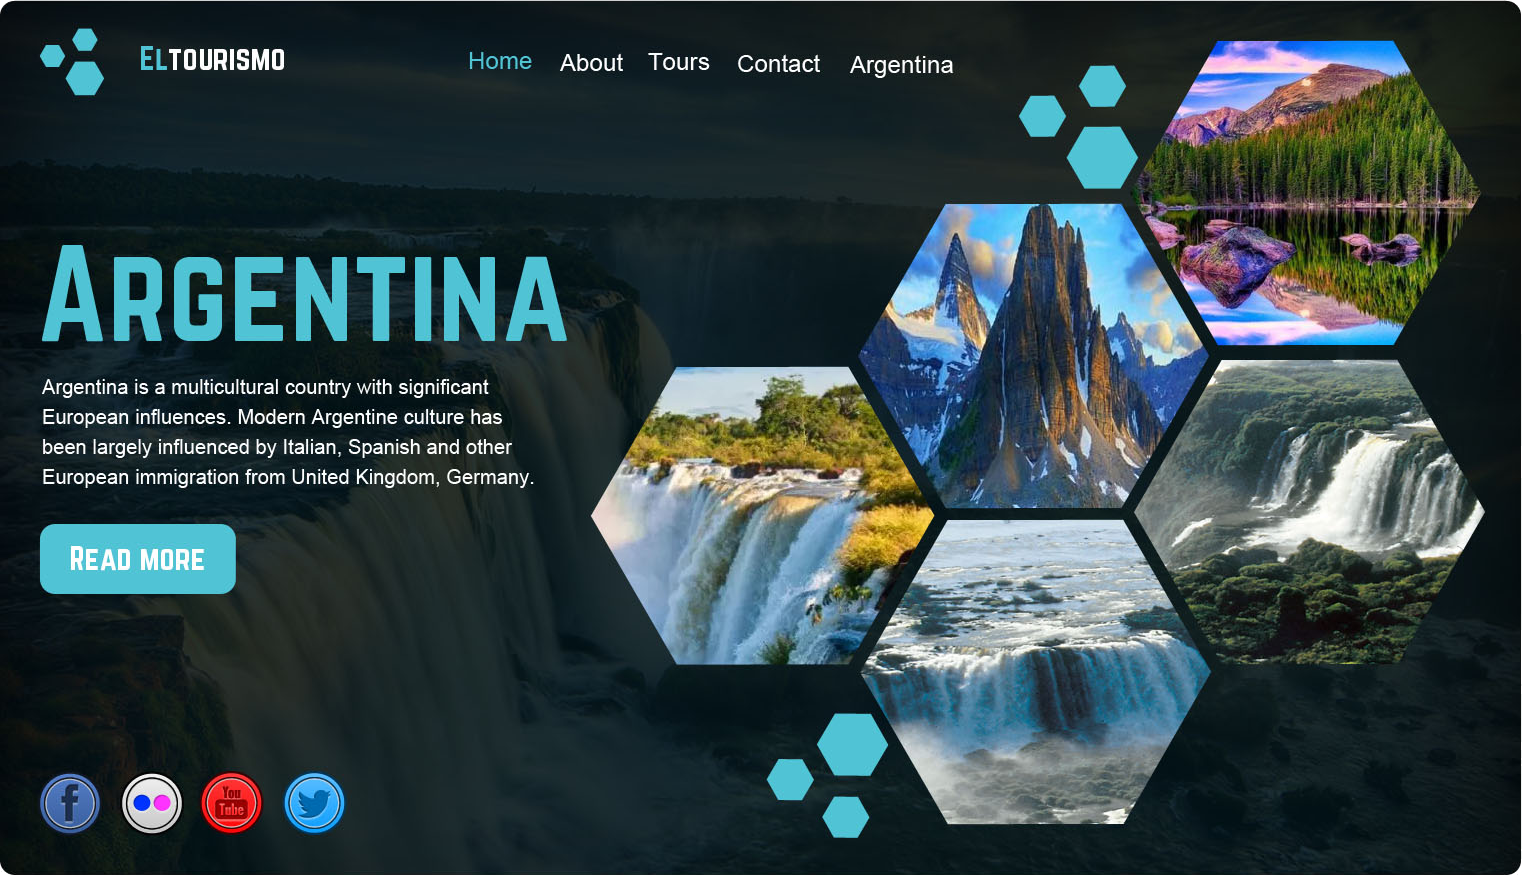 ELTOURISMO
Home About Tours Contact Argentina
ARGENTINA
Argentina is a multicultural country with significant
European influences. Modern Argentine culture has
been largely influenced by Italian, Spanish and other
European immigration from United Kingdom, Germany.
READ MORE
f
You
Tube